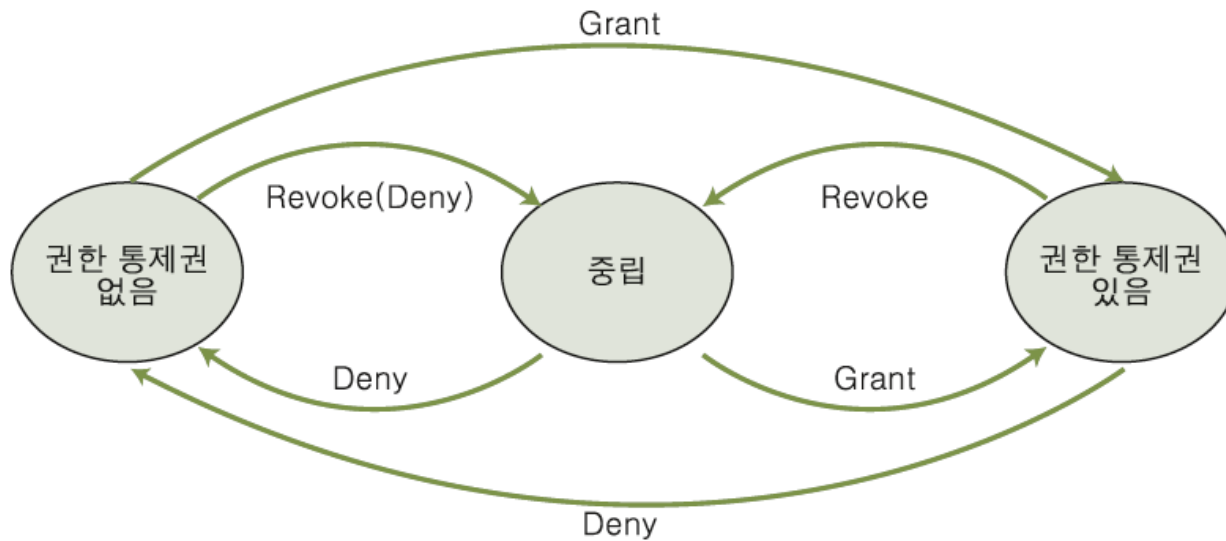 Grant
Revoke(Deny)
Revoke
권한 통제권
없음
중립
권한 통제권
있음
Deny
Grant
Deny